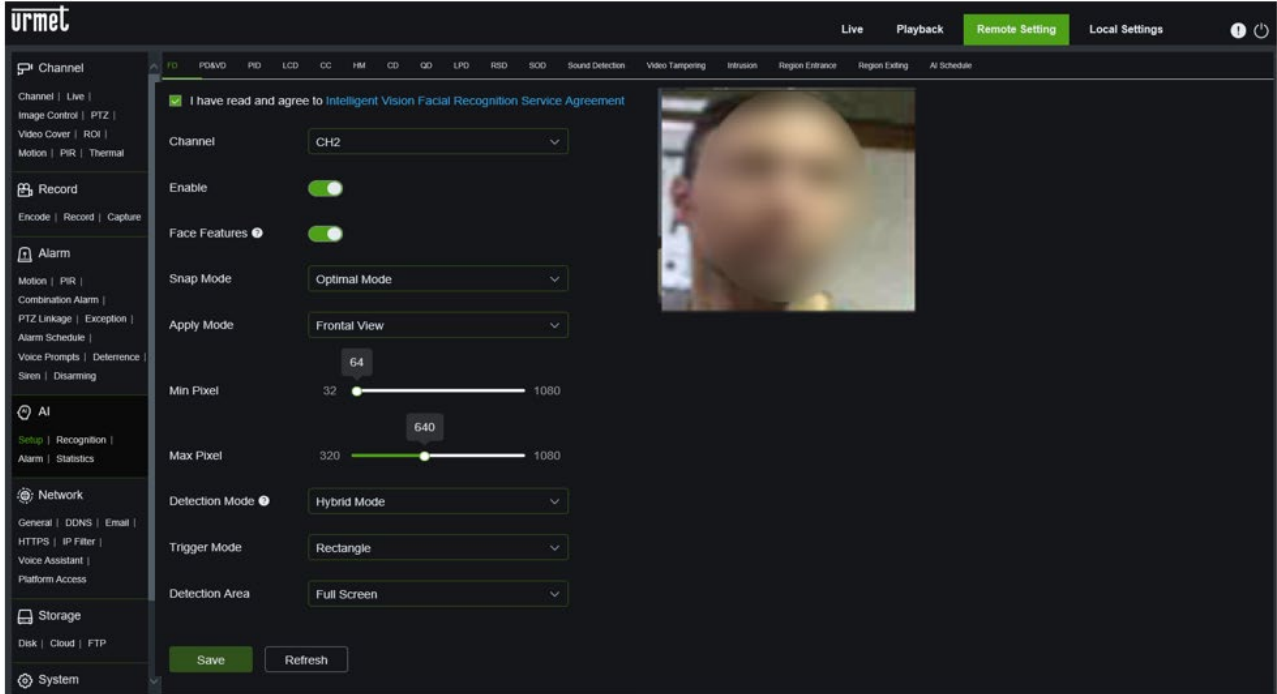 urmet
Live Playback Remote Setting Local Settings
Channel
Channel | Live |
Image Control | PTZ |
Video Cover | ROI |
Motion | PIR | Thermal
Record
Encode | Record | Capture
Alarm
Motion | PIR |
Combination Alarm |
PTZ Linkage | Exception |
Alarm Schedule |
Voice Prompts | Deterrence |
Siren | Disarming
AI
Setup | Recognition |
Alarm | Statistics
Network
General | DDNS | Email |
HTTPS | IP Filter |
Voice Assistant |
Platform Access
Storage
Disk | Cloud | FTP
System
FD PD&VD PID LCD CC HM CD QD LPD RSD SOD Sound Detection Video Tampering Intrusion Region Entrance Region Exiting AI Schedule
I have read and agree to Intelligent Vision Facial Recognition Service Agreement
Channel CH2
Enable
Face Features ?
Snap Mode Optimal Mode
Apply Mode Frontal View
64
Min Pixel 32 1080
640
Max Pixel 320 1080
Detection Mode ? Hybrid Mode
Trigger Mode Rectangle
Detection Area Full Screen
Save Refresh